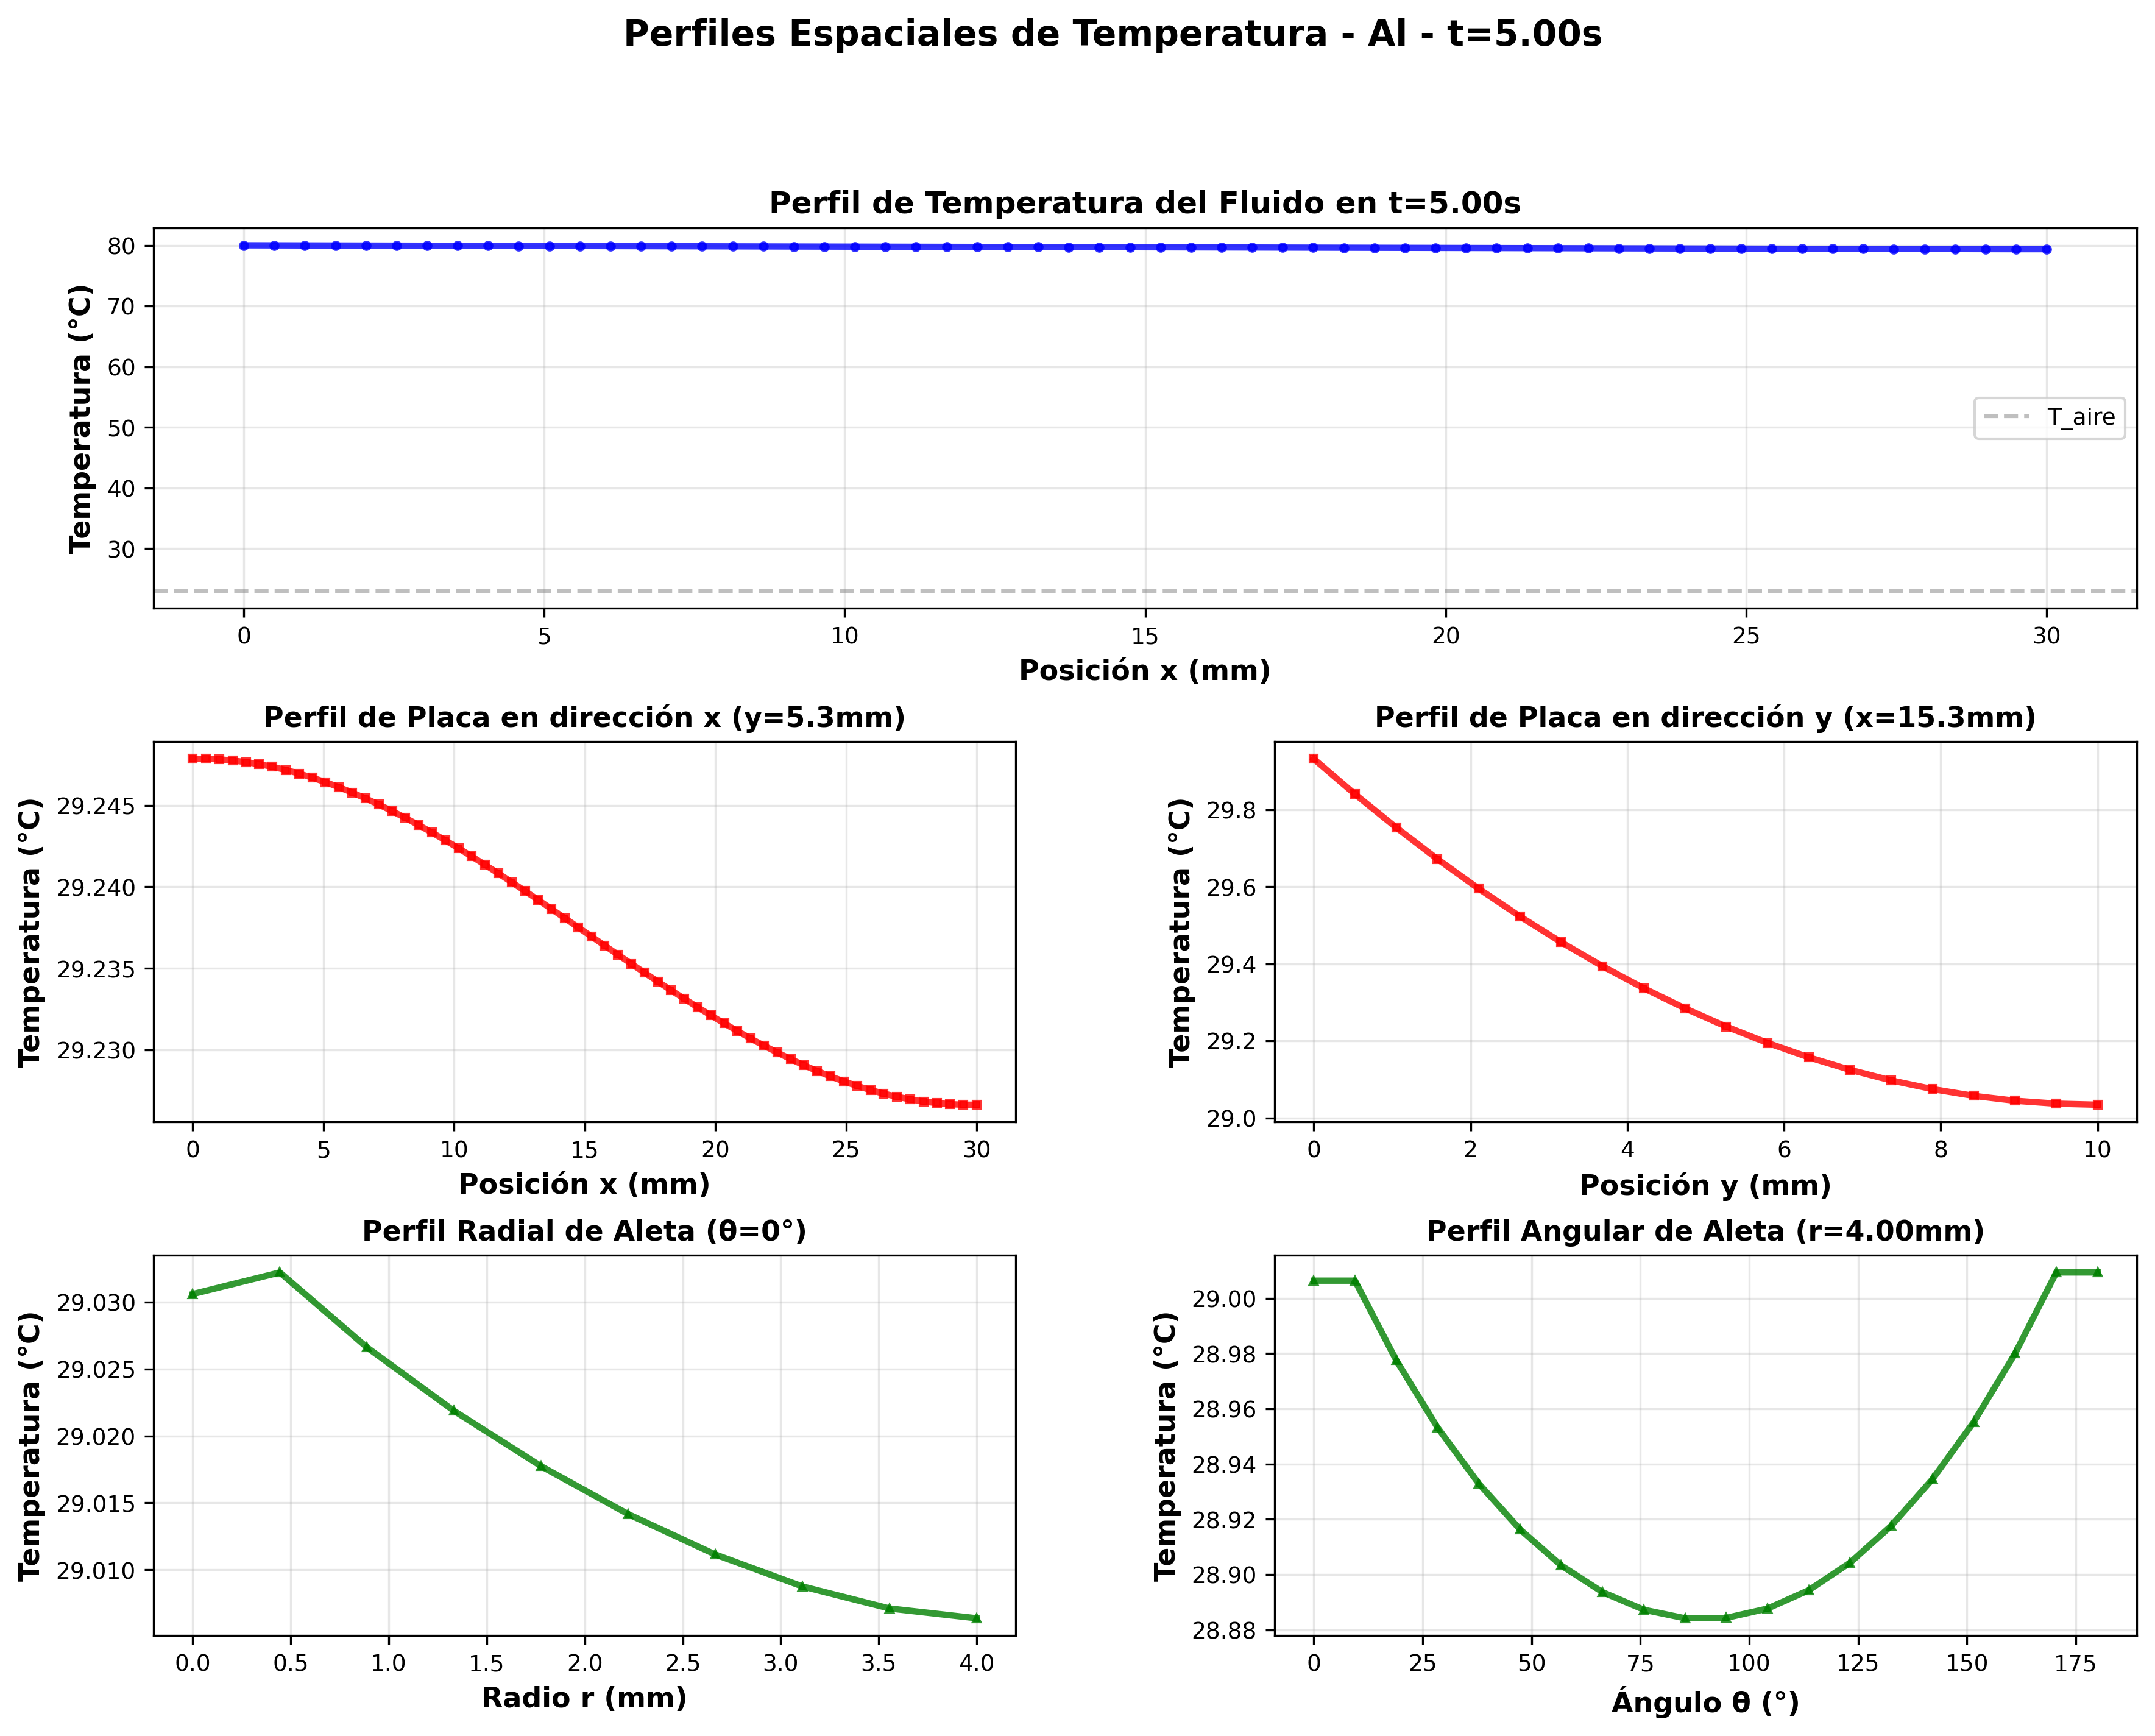 Perfiles Espaciales de Temperatura - Al - t=5.00s
Perfil de Temperatura del Fluido en t=5.00s
Temperatura (°C)
80
70
60
50
40
30
T_aire
0 5 10 15 20 25 30
Posición x (mm)
Perfil de Placa en dirección x (y=5.3mm)
Temperatura (°C)
29.245
29.240
29.235
29.230
0 5 10 15 20 25 30
Posición x (mm)
Perfil de Placa en dirección y (x=15.3mm)
Temperatura (°C)
29.8
29.6
29.4
29.2
29.0
0 2 4 6 8 10
Posición y (mm)
Perfil Radial de Aleta (θ=0°)
Temperatura (°C)
29.030
29.025
29.020
29.015
29.010
0.0 0.5 1.0 1.5 2.0 2.5 3.0 3.5 4.0
Radio r (mm)
Perfil Angular de Aleta (r=4.00mm)
Temperatura (°C)
29.00
28.98
28.96
28.94
28.92
28.90
28.88
0 25 50 75 100 125 150 175
Ángulo θ (°)